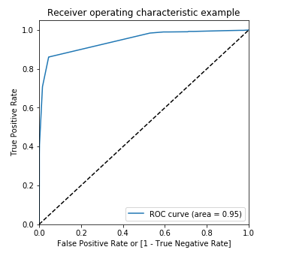 Receiver operating characteristic example
1.0
0.8
0.6
0.4
0.2
0.0
True Positive Rate
ROC curve (area = 0.95)
0.0 0.2 0.4 0.6 0.8 1.0
False Positive Rate or [1 - True Negative Rate]